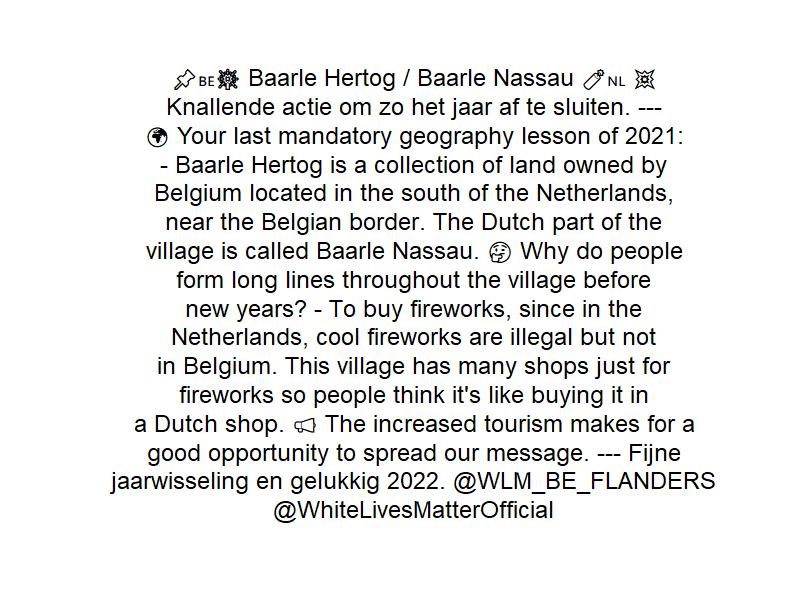 📌🇧🇪💥 Baarle Hertog / Baarle Nassau 🧨🇳🇱 💥
Knallende actie om zo het jaar af te sluiten. ---
🌍 Your last mandatory geography lesson of 2021:
- Baarle Hertog is a collection of land owned by
Belgium located in the south of the Netherlands,
near the Belgian border. The Dutch part of the
village is called Baarle Nassau. 🤔 Why do people
form long lines throughout the village before
new years? - To buy fireworks, since in the
Netherlands, cool fireworks are illegal but not
in Belgium. This village has many shops just for
fireworks so people think it's like buying it in
a Dutch shop. 📢 The increased tourism makes for a
good opportunity to spread our message. --- Fijne
jaarwisseling en gelukkig 2022. @WLM_BE_FLANDERS
@WhiteLivesMatterOfficial